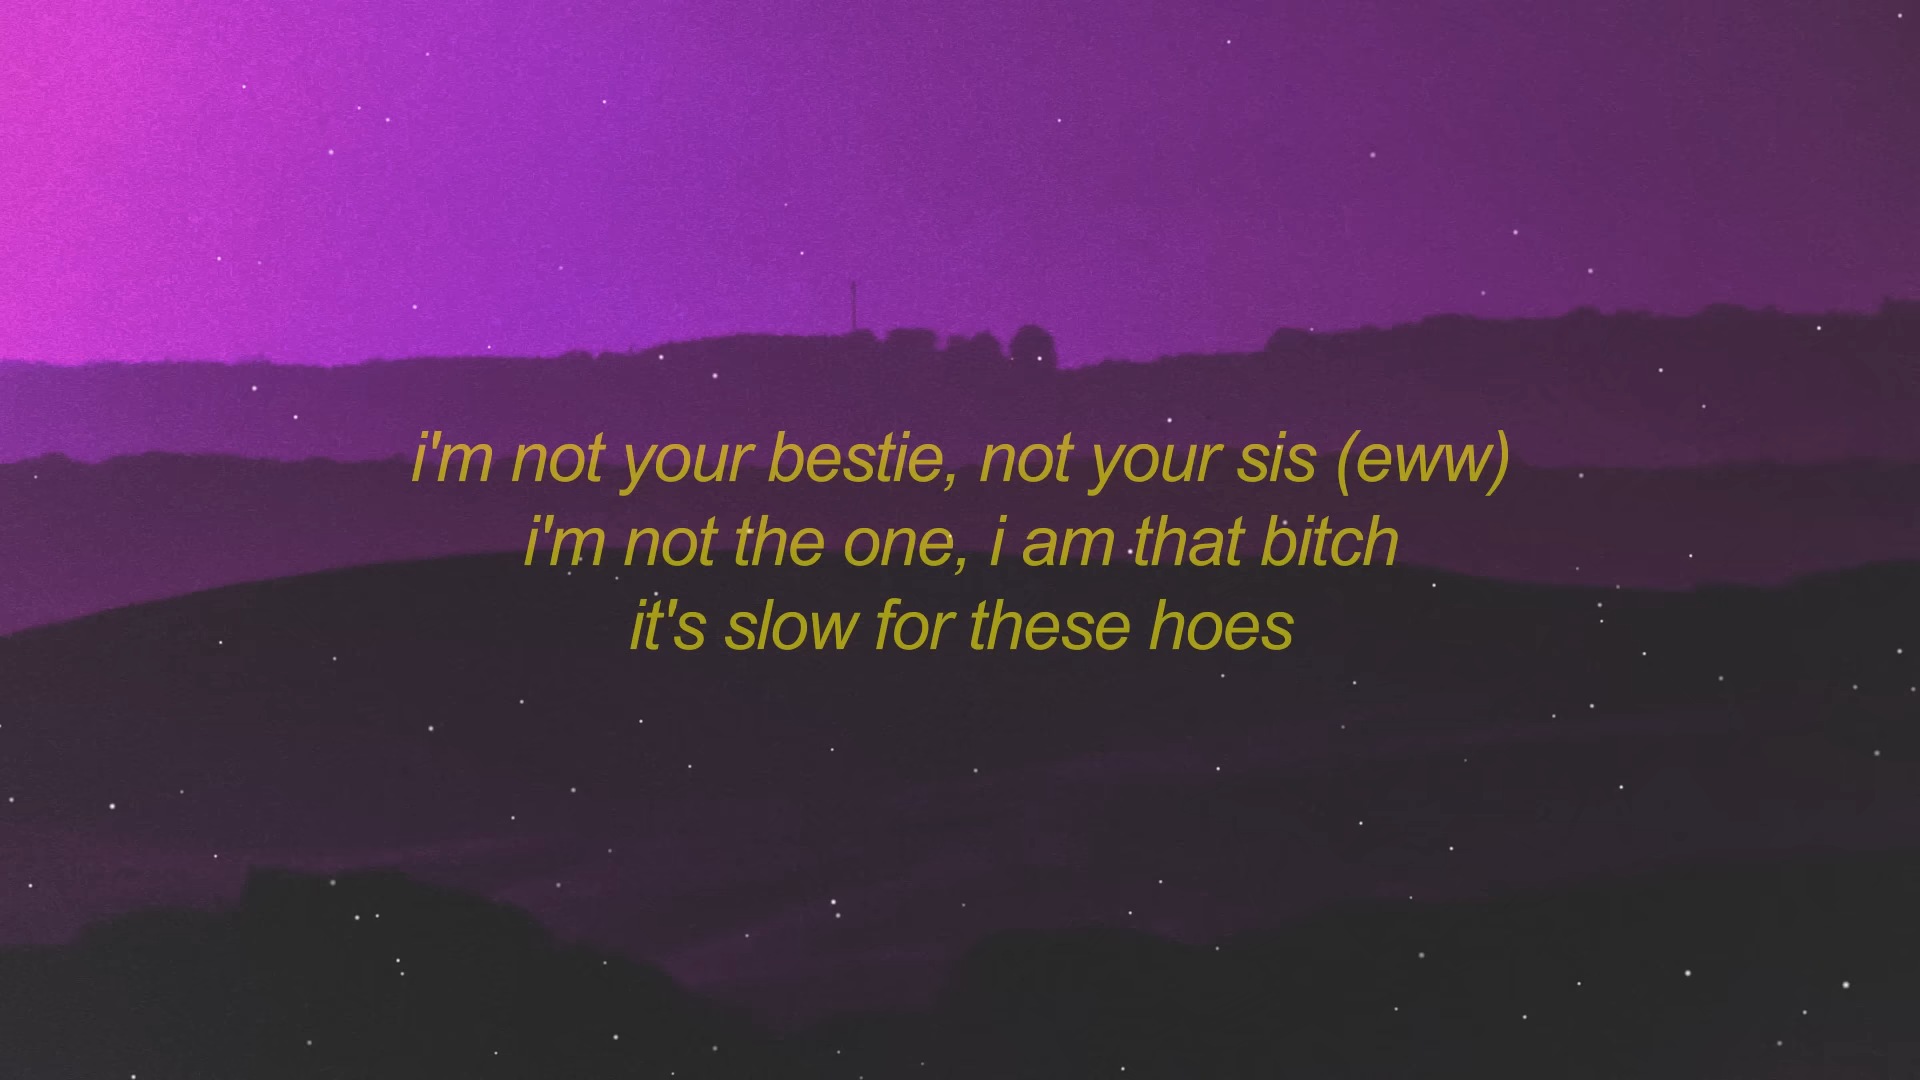 i'm not your bestie, not your sis (eww)
i'm not the one, i am that bitch
it's slow for these hoes